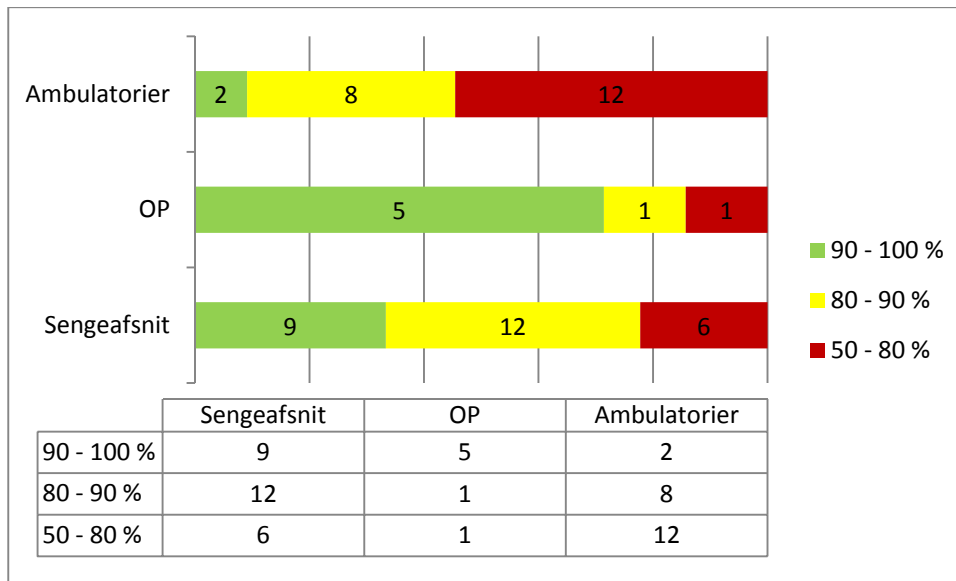 Ambulatorier
2 8 12
OP
5 1 1
Sengeafsnit
9 12 6
90 - 100 %
80 - 90 %
50 - 80 %
Sengeafsnit OP Ambulatorier
90 - 100 % 9 5 2
80 - 90 % 12 1 8
50 - 80 % 6 1 12